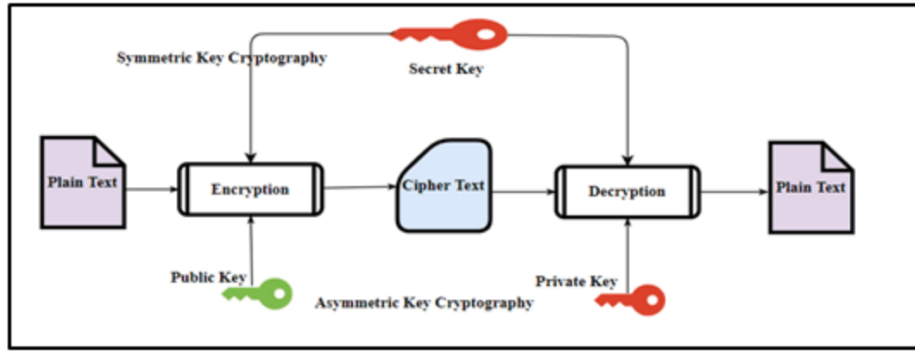 Symmetric Key Cryptography
Secret Key
Plain Text
Encryption
Cipher Text
Decryption
Plain Text
Public Key
Private Key
Asymmetric Key Cryptography